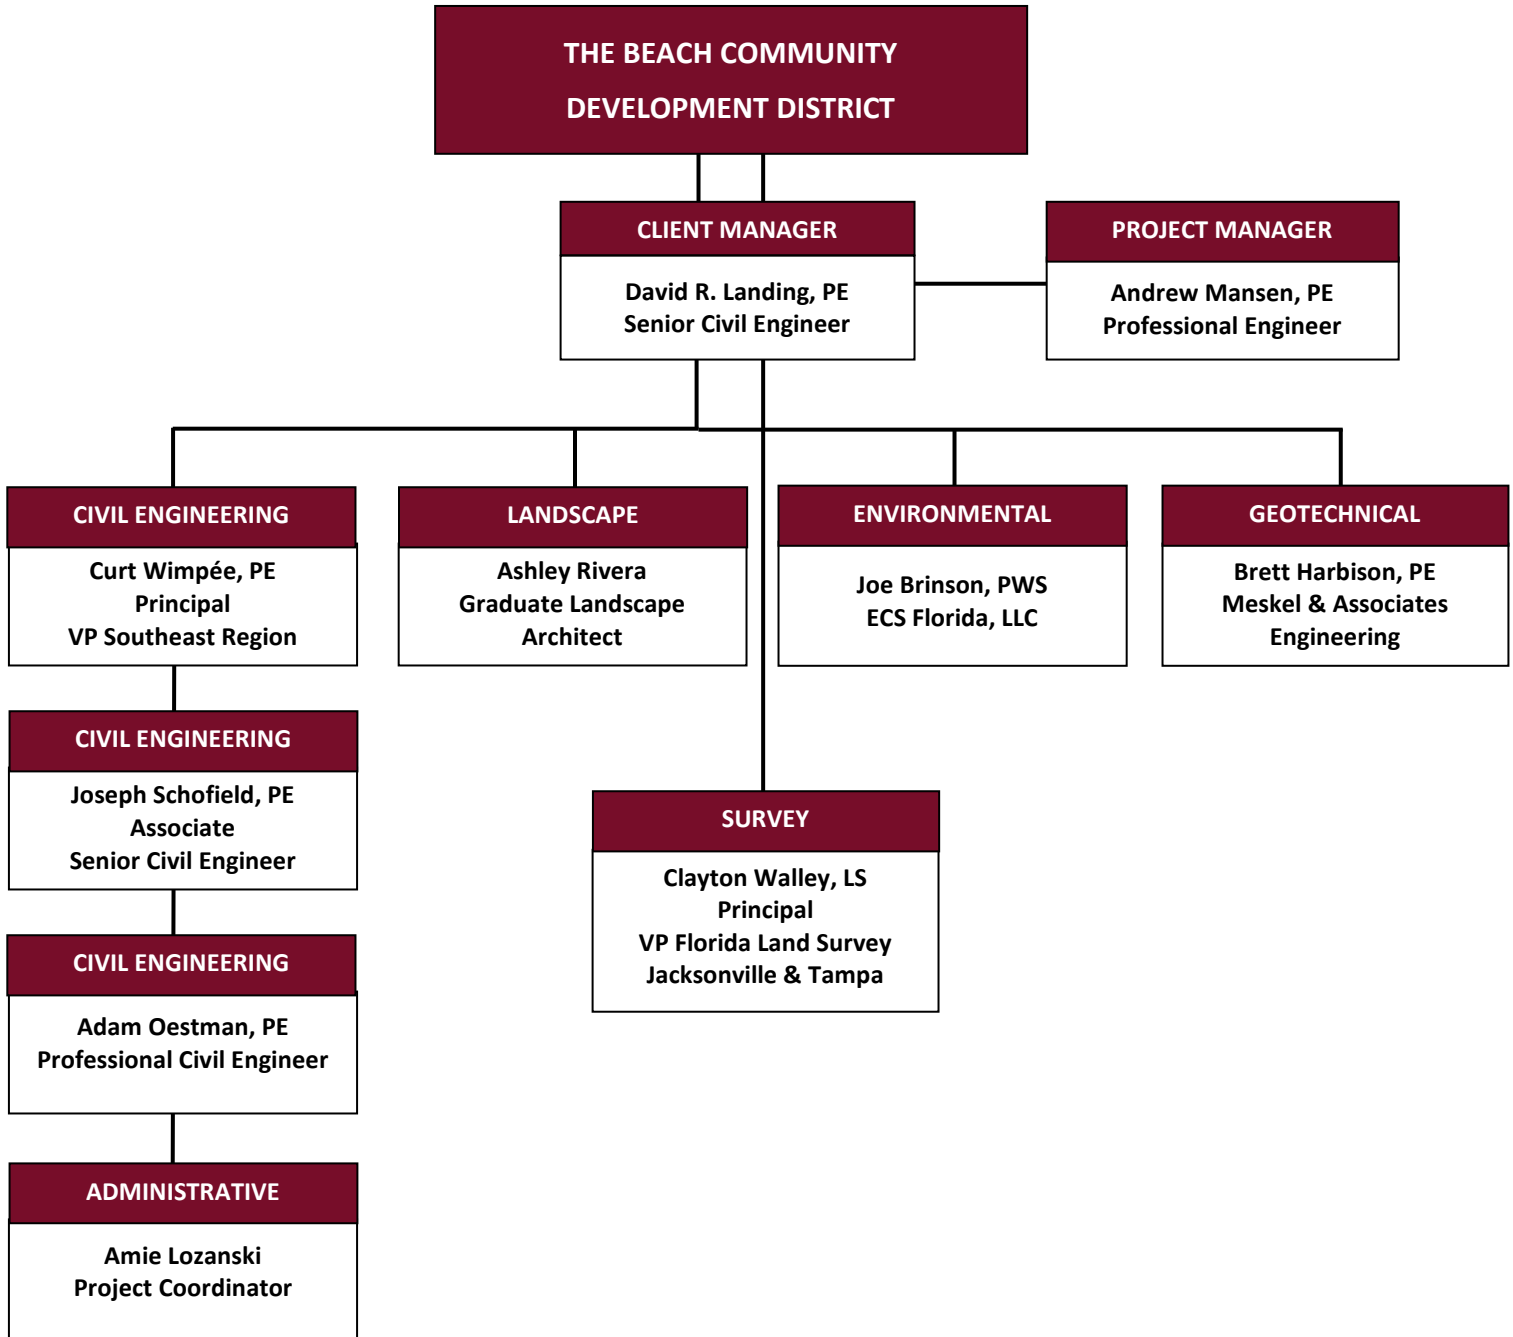 THE BEACH COMMUNITY
DEVELOPMENT DISTRICT
CLIENT MANAGER
David R. Landing, PE
Senior Civil Engineer
PROJECT MANAGER
Andrew Mansen, PE
Professional Engineer
CIVIL ENGINEERING
Curt Wimpée, PE
Principal
VP Southeast Region
LANDSCAPE
Ashley Rivera
Graduate Landscape
Architect
ENVIRONMENTAL
Joe Brinson, PWS
ECS Florida, LLC
GEOTECHNICAL
Brett Harbison, PE
Meskel & Associates
Engineering
CIVIL ENGINEERING
Joseph Schofield, PE
Associate
Senior Civil Engineer
SURVEY
Clayton Walley, LS
Principal
VP Florida Land Survey
Jacksonville & Tampa
CIVIL ENGINEERING
Adam Oestman, PE
Professional Civil Engineer
ADMINISTRATIVE
Amie Lozanski
Project Coordinator